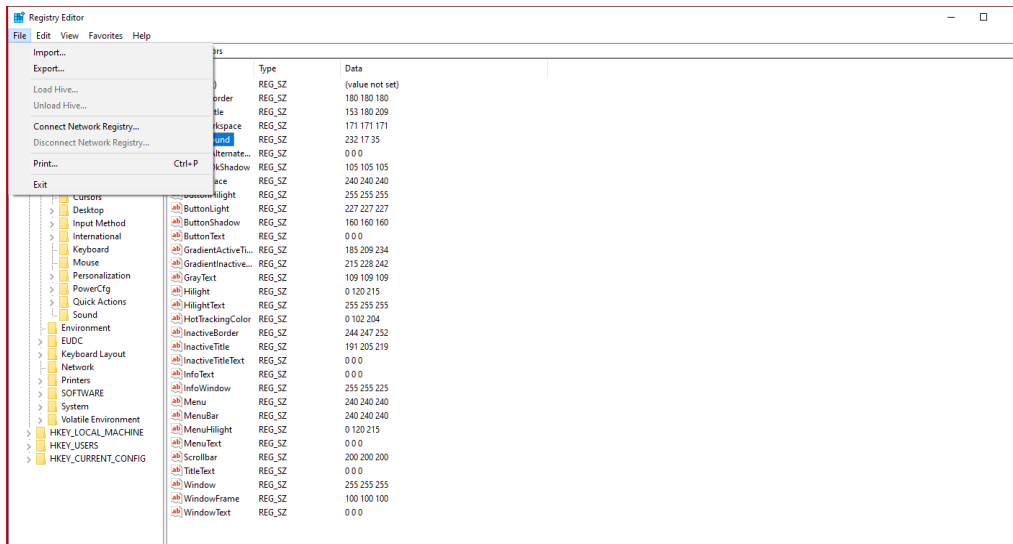 Registry Editor
File Edit View Favorites Help
Import...
Export...
Load Hive...
Unload Hive...
Connect Network Registry...
Disconnect Network Registry...
Print... Ctrl+P
Exit
Cursors
Desktop
Input Method
International
Keyboard
Mouse
Personalization
PowerCfg
Quick Actions
Sound
Environment
EUDC
Keyboard Layout
Network
Printers
SOFTWARE
System
Volatile Environment
HKEY_LOCAL_MACHINE
HKEY_USERS
HKEY_CURRENT_CONFIG
Type Data
REG_SZ (value not set)
REG_SZ 180 180 180
REG_SZ 153 180 209
REG_SZ 171 171 171
REG_SZ 232 17 35
REG_SZ 0 0 0
REG_SZ 105 105 105
REG_SZ 240 240 240
ButtonHilight REG_SZ 255 255 255
ButtonLight REG_SZ 227 227 227
ButtonShadow REG_SZ 160 160 160
ButtonText REG_SZ 0 0 0
GradientActiveTi... REG_SZ 185 209 234
GradientInactive... REG_SZ 215 228 242
GrayText REG_SZ 109 109 109
Hilight REG_SZ 0 120 215
HilightText REG_SZ 255 255 255
HotTrackingColor REG_SZ 0 102 204
InactiveBorder REG_SZ 244 247 252
InactiveTitle REG_SZ 191 205 219
InactiveTitleText REG_SZ 0 0 0
InfoText REG_SZ 0 0 0
InfoWindow REG_SZ 255 255 225
Menu REG_SZ 240 240 240
MenuBar REG_SZ 240 240 240
MenuHilight REG_SZ 0 120 215
MenuText REG_SZ 0 0 0
Scrollbar REG_SZ 200 200 200
TitleText REG_SZ 0 0 0
Window REG_SZ 255 255 255
WindowFrame REG_SZ 100 100 100
WindowText REG_SZ 0 0 0